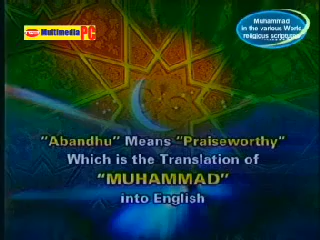 Multimedia PC
Muhammad
in the various World
religious scriptures
"Abandhu" Means "Praiseworthy"
Which is the Translation of
"MUHAMMAD"
into English